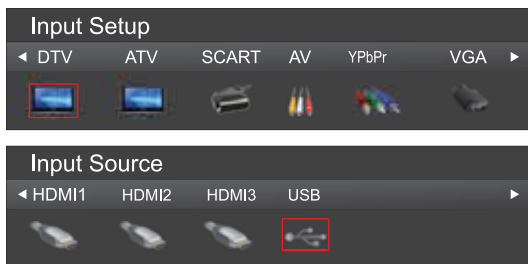 Input Setup
DTV ATV SCART AV YPbPr VGA
Input Source
HDMI1 HDMI2 HDMI3 USB